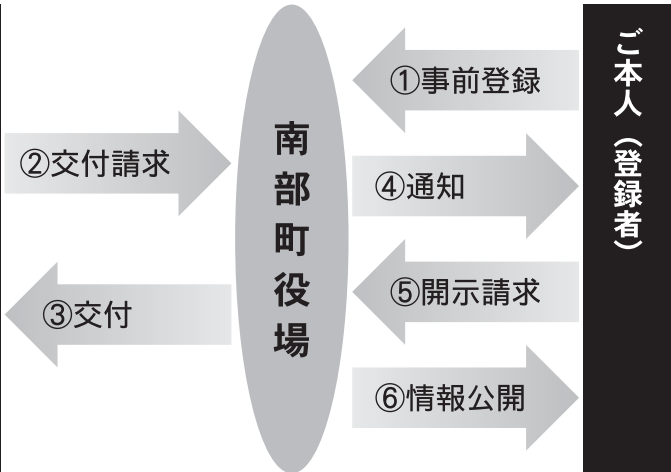 ①事前登録
②交付請求
③交付
④通知
⑤開示請求
⑥情報公開
南部町役場
ご本人（登録者）